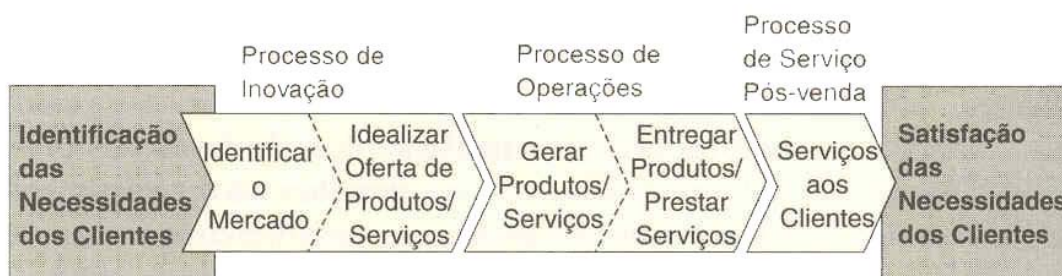 Processo de
Inovação
Processo de
Operações
Processo
de Serviço
Pós-venda
Identificação
das
Necessidades
dos Clientes
Identificar
o
Mercado
Idealizar
Oferta de
Produtos/
Serviços
Gerar
Produtos/
Serviços
Entregar
Produtos/
Prestar
Serviços
Serviços
aos
Clientes
Satisfação
das
Necessidades
dos Clientes